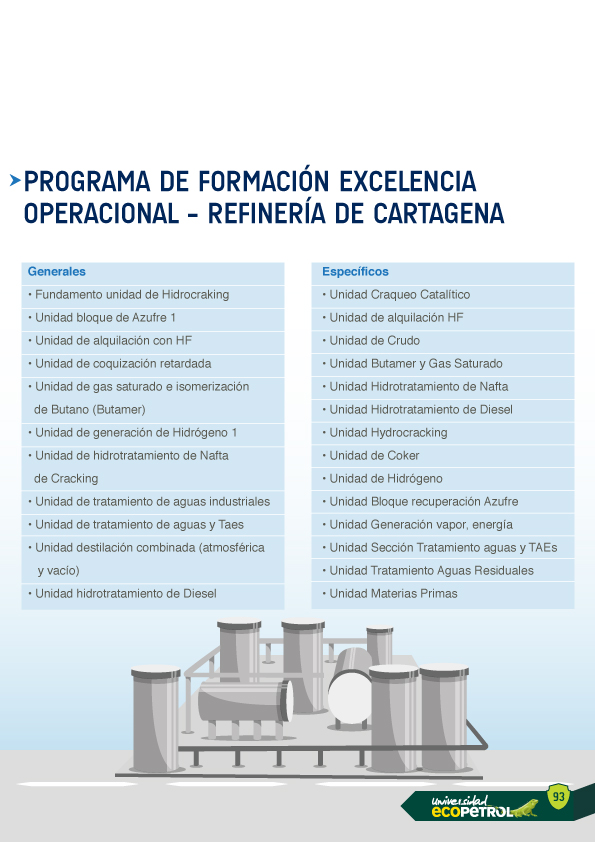 PROGRAMA DE FORMACIÓN EXCELENCIA
OPERACIONAL - REFINERÍA DE CARTAGENA
Generales
• Fundamento unidad de Hidrocraking
• Unidad bloque de Azufre 1
• Unidad de alquilación con HF
• Unidad de coquización retardada
• Unidad de gas saturado e isomerización
de Butano (Butamer)
• Unidad de generación de Hidrógeno 1
• Unidad de hidrotratamiento de Nafta
de Cracking
• Unidad de tratamiento de aguas industriales
• Unidad de tratamiento de aguas y Taes
• Unidad destilación combinada (atmosférica
y vacío)
• Unidad hidrotratamiento de Diesel
Específicos
• Unidad Craqueo Catalítico
• Unidad de alquilación HF
• Unidad de Crudo
• Unidad Butamer y Gas Saturado
• Unidad Hidrotratamiento de Nafta
• Unidad Hidrotratamiento de Diesel
• Unidad Hydrocracking
• Unidad de Coker
• Unidad de Hidrógeno
• Unidad Bloque recuperación Azufre
• Unidad Generación vapor, energía
• Unidad Sección Tratamiento aguas y TAEs
• Unidad Tratamiento Aguas Residuales
• Unidad Materias Primas
universidad
ecoPETROL
93